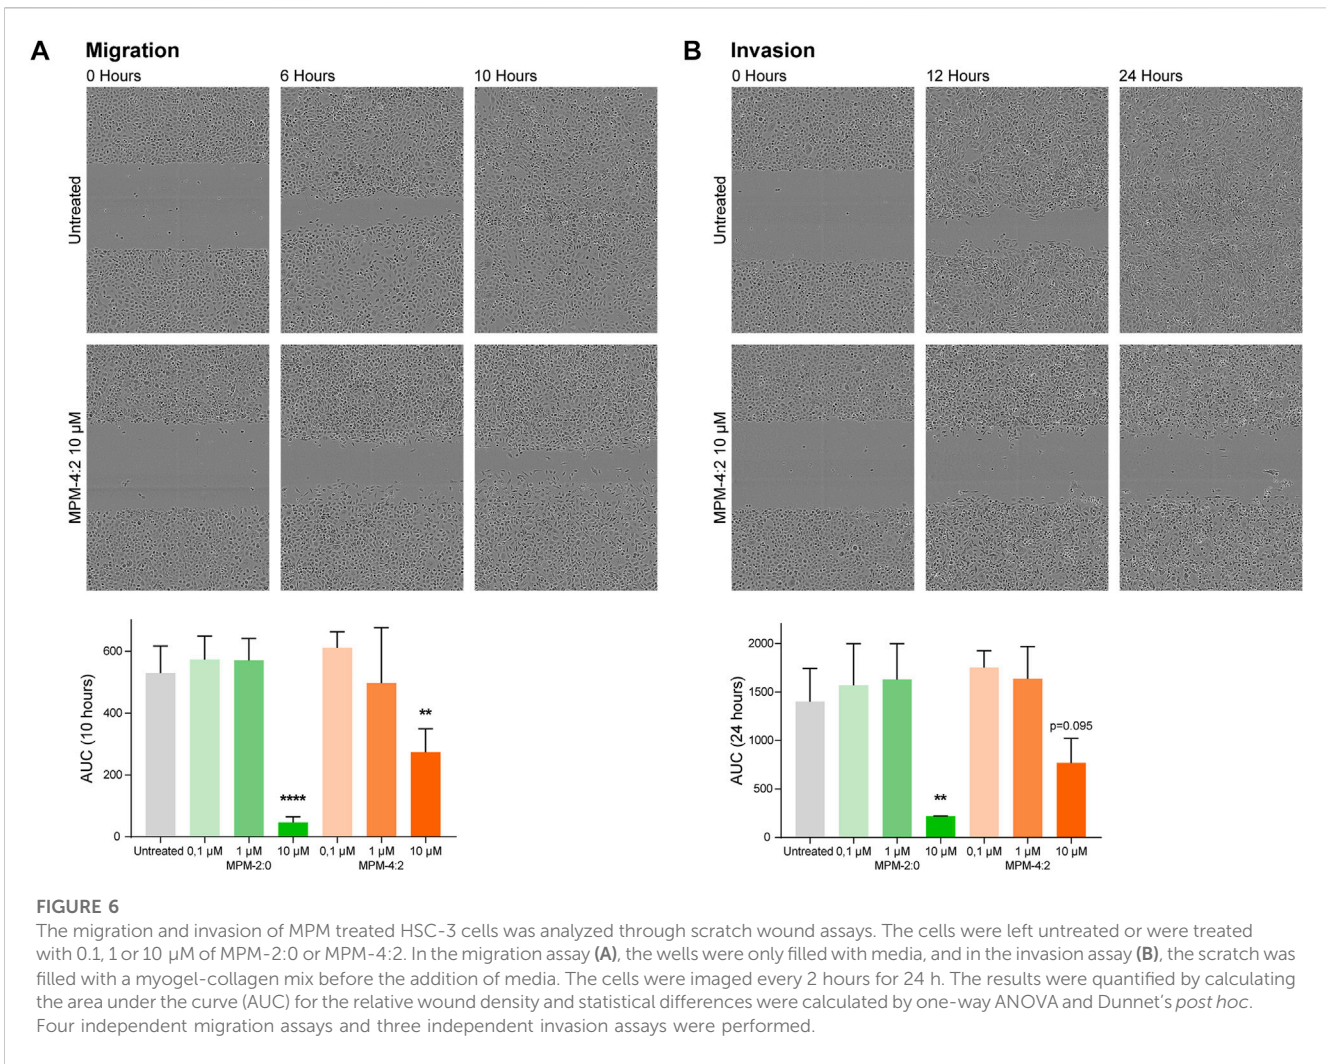 A Migration
0 Hours 6 Hours 10 Hours
Untreated
MPM-4:2 10 µM
AUC (10 hours)
600
400
200
0
****
**
Untreated 0,1 µM 1 µM 10 µM 0,1 µM 1 µM 10 µM
MPM-2:0 MPM-4:2
B Invasion
0 Hours 12 Hours 24 Hours
Untreated
MPM-4:2 10 µM
AUC (24 hours)
2000
1500
1000
500
0
**
p=0.095
Untreated 0,1 µM 1 µM 10 µM 0,1 µM 1 µM 10 µM
MPM-2:0 MPM-4:2
FIGURE 6
The migration and invasion of MPM treated HSC-3 cells was analyzed through scratch wound assays. The cells were left untreated or were treated
with 0.1, 1 or 10 µM of MPM-2:0 or MPM-4:2. In the migration assay (A), the wells were only filled with media, and in the invasion assay (B), the scratch was
filled with a myogel-collagen mix before the addition of media. The cells were imaged every 2 hours for 24 h. The results were quantified by calculating
the area under the curve (AUC) for the relative wound density and statistical differences were calculated by one-way ANOVA and Dunnet's post hoc.
Four independent migration assays and three independent invasion assays were performed.